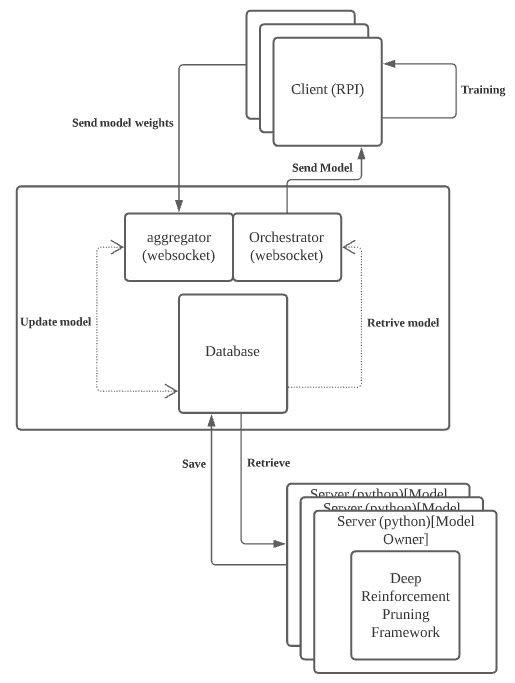 Client (RPI)
Training
Send model weights
Send Model
aggregator
(websocket)
Orchestrator
(websocket)
Update model
Database
Retrive model
Save
Retrieve
Server (python)[Model
Server (python)[Model
Server (python)[Model
Owner]
Deep
Reinforcement
Pruning
Framework